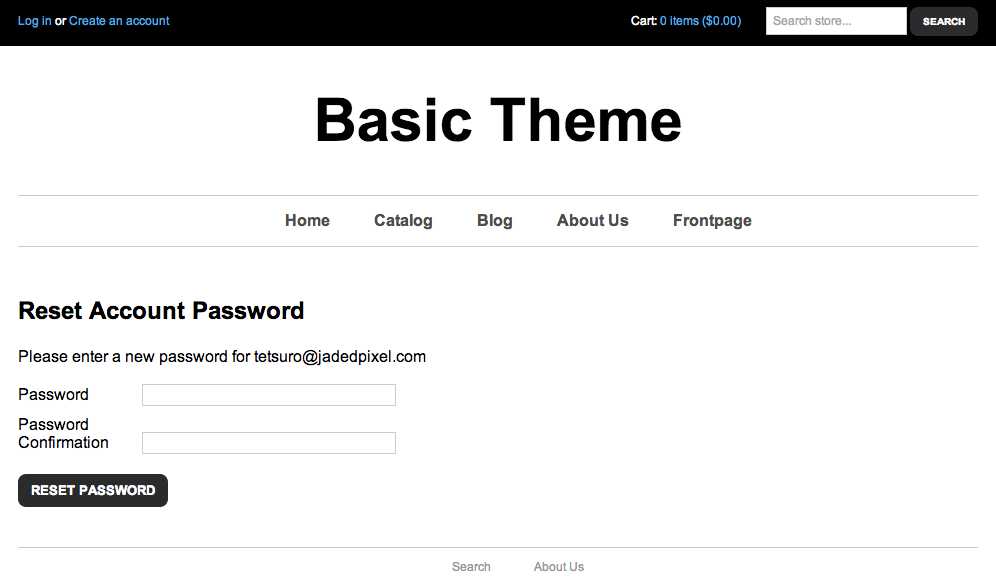 Log in or Create an account Cart: 0 items ($0.00) Search store... SEARCH
Basic Theme
Home Catalog Blog About Us Frontpage
Reset Account Password
Please enter a new password for tetsuro@jadedpixel.com
Password
Password
Confirmation
RESET PASSWORD
Search About Us